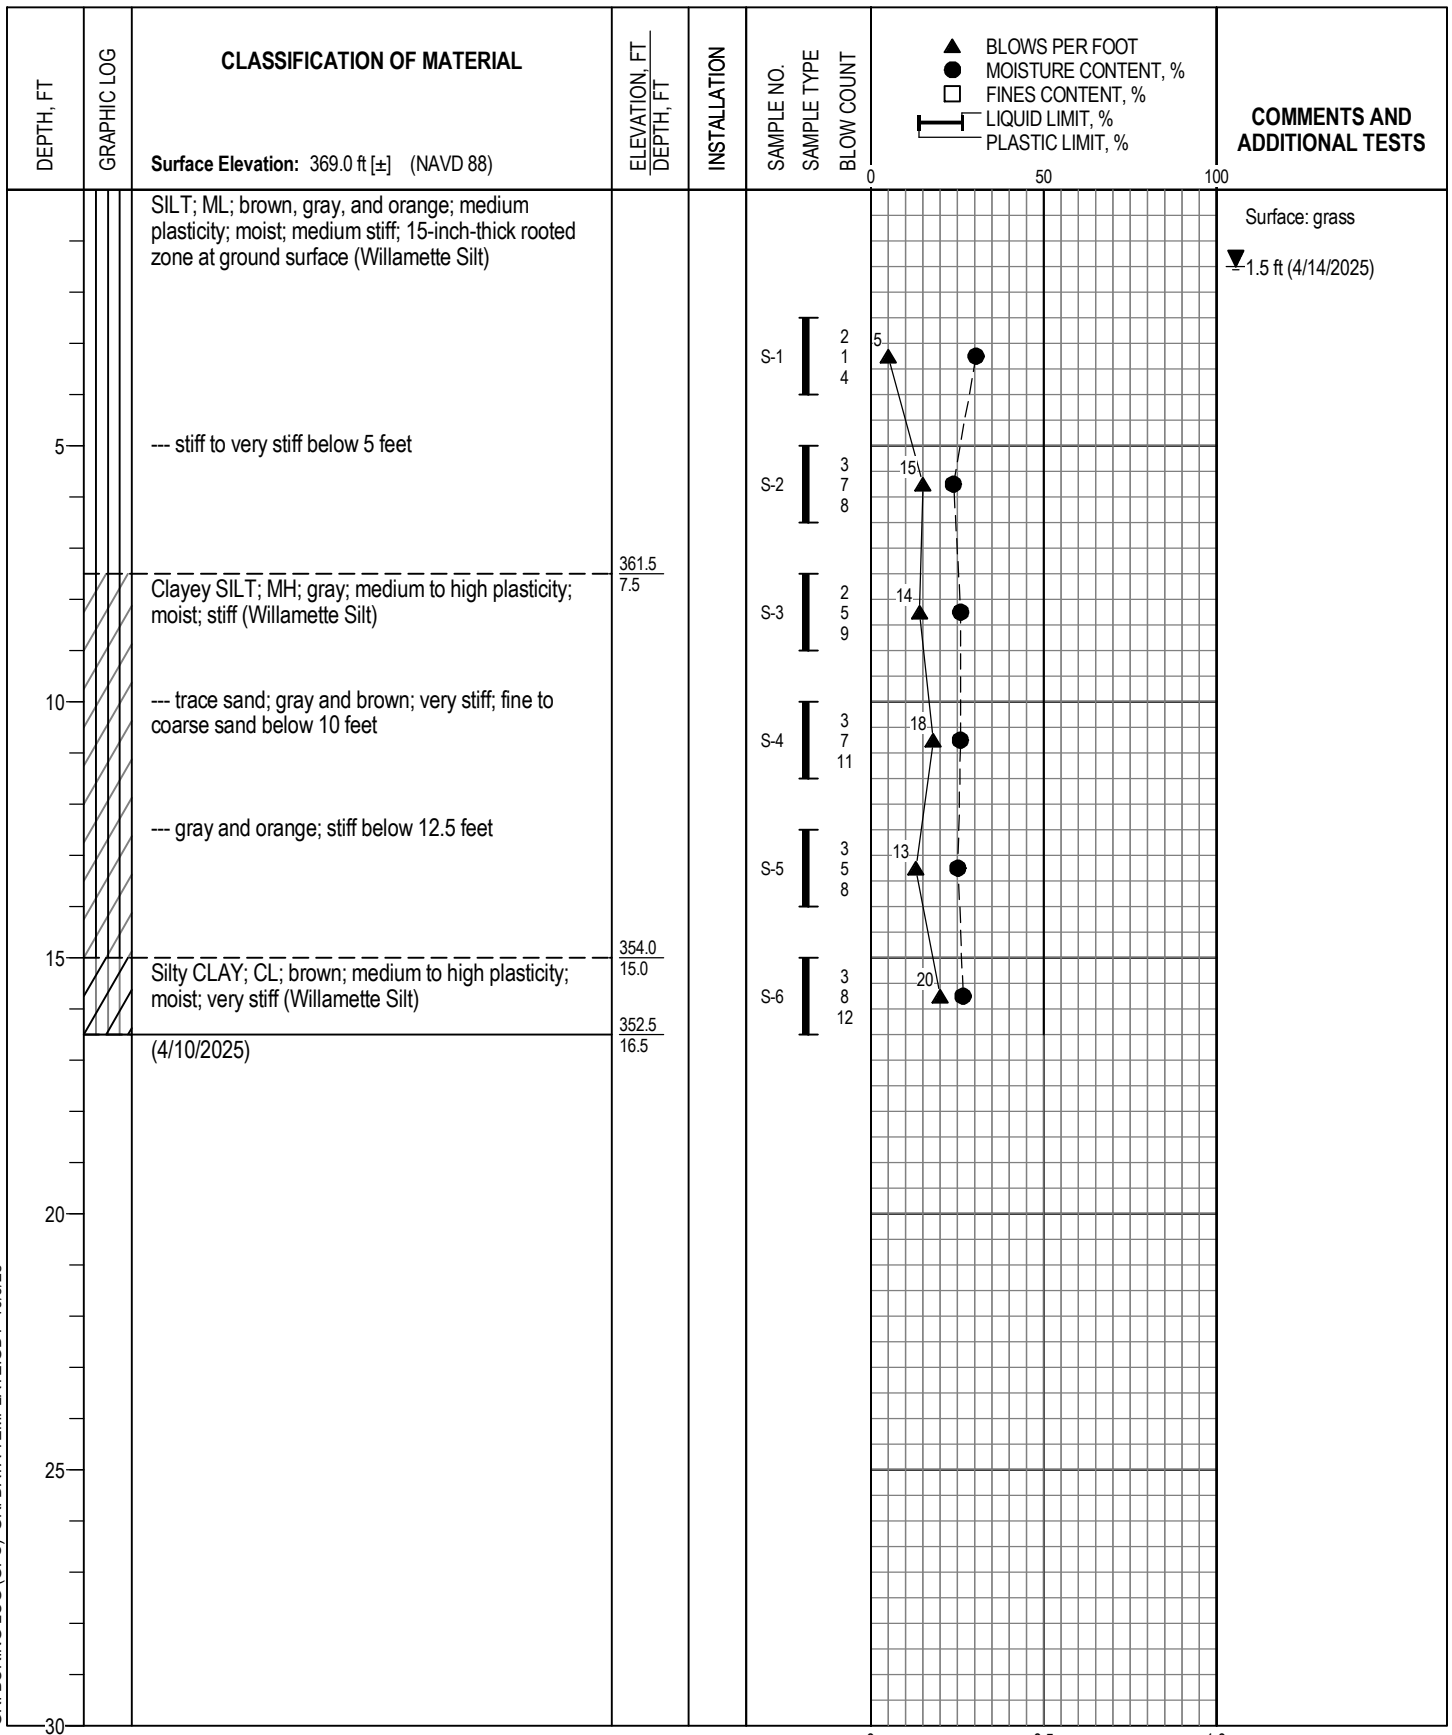 DEPTH, FT
GRAPHIC LOG
CLASSIFICATION OF MATERIAL
Surface Elevation: 369.0 ft [±] (NAVD 88)
ELEVATION, FT
DEPTH, FT
INSTALLATION
SAMPLE NO.
SAMPLE TYPE
BLOW COUNT
BLOWS PER FOOT
MOISTURE CONTENT, %
FINES CONTENT, %
LIQUID LIMIT, %
PLASTIC LIMIT, %
0 50 100
COMMENTS AND
ADDITIONAL TESTS
SILT; ML; brown, gray, and orange; medium
plasticity; moist; medium stiff; 15-inch-thick rooted
zone at ground surface (Willamette Silt)
Surface: grass
1.5 ft (4/14/2025)
S-1
2
1
4
5
5
--- stiff to very stiff below 5 feet
S-2
3
7
8
15
361.5
7.5
Clayey SILT; MH; gray; medium to high plasticity;
moist; stiff (Willamette Silt)
S-3
2
5
9
14
10
--- trace sand; gray and brown; very stiff; fine to
coarse sand below 10 feet
S-4
3
7
11
18
--- gray and orange; stiff below 12.5 feet
S-5
3
5
8
13
15
354.0
15.0
Silty CLAY; CL; brown; medium to high plasticity;
moist; very stiff (Willamette Silt)
S-6
3
8
12
20
352.5
16.5
(4/10/2025)
20
25
30